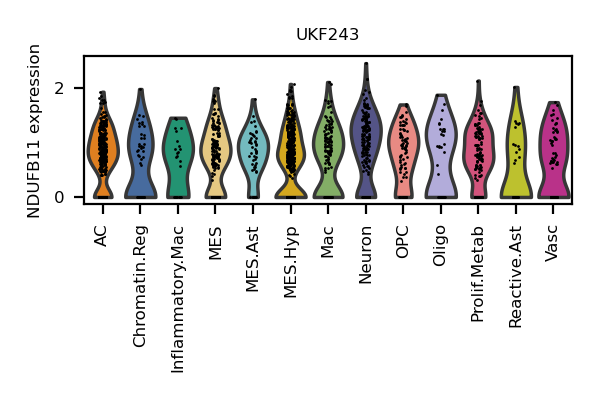 UKF243
NDUFB11 expression
2
0
AC
Chromatin.Reg
Inflammatory.Mac
MES
MES.Ast
MES.Hyp
Mac
Neuron
OPC
Oligo
Prolif.Metab
Reactive.Ast
Vasc